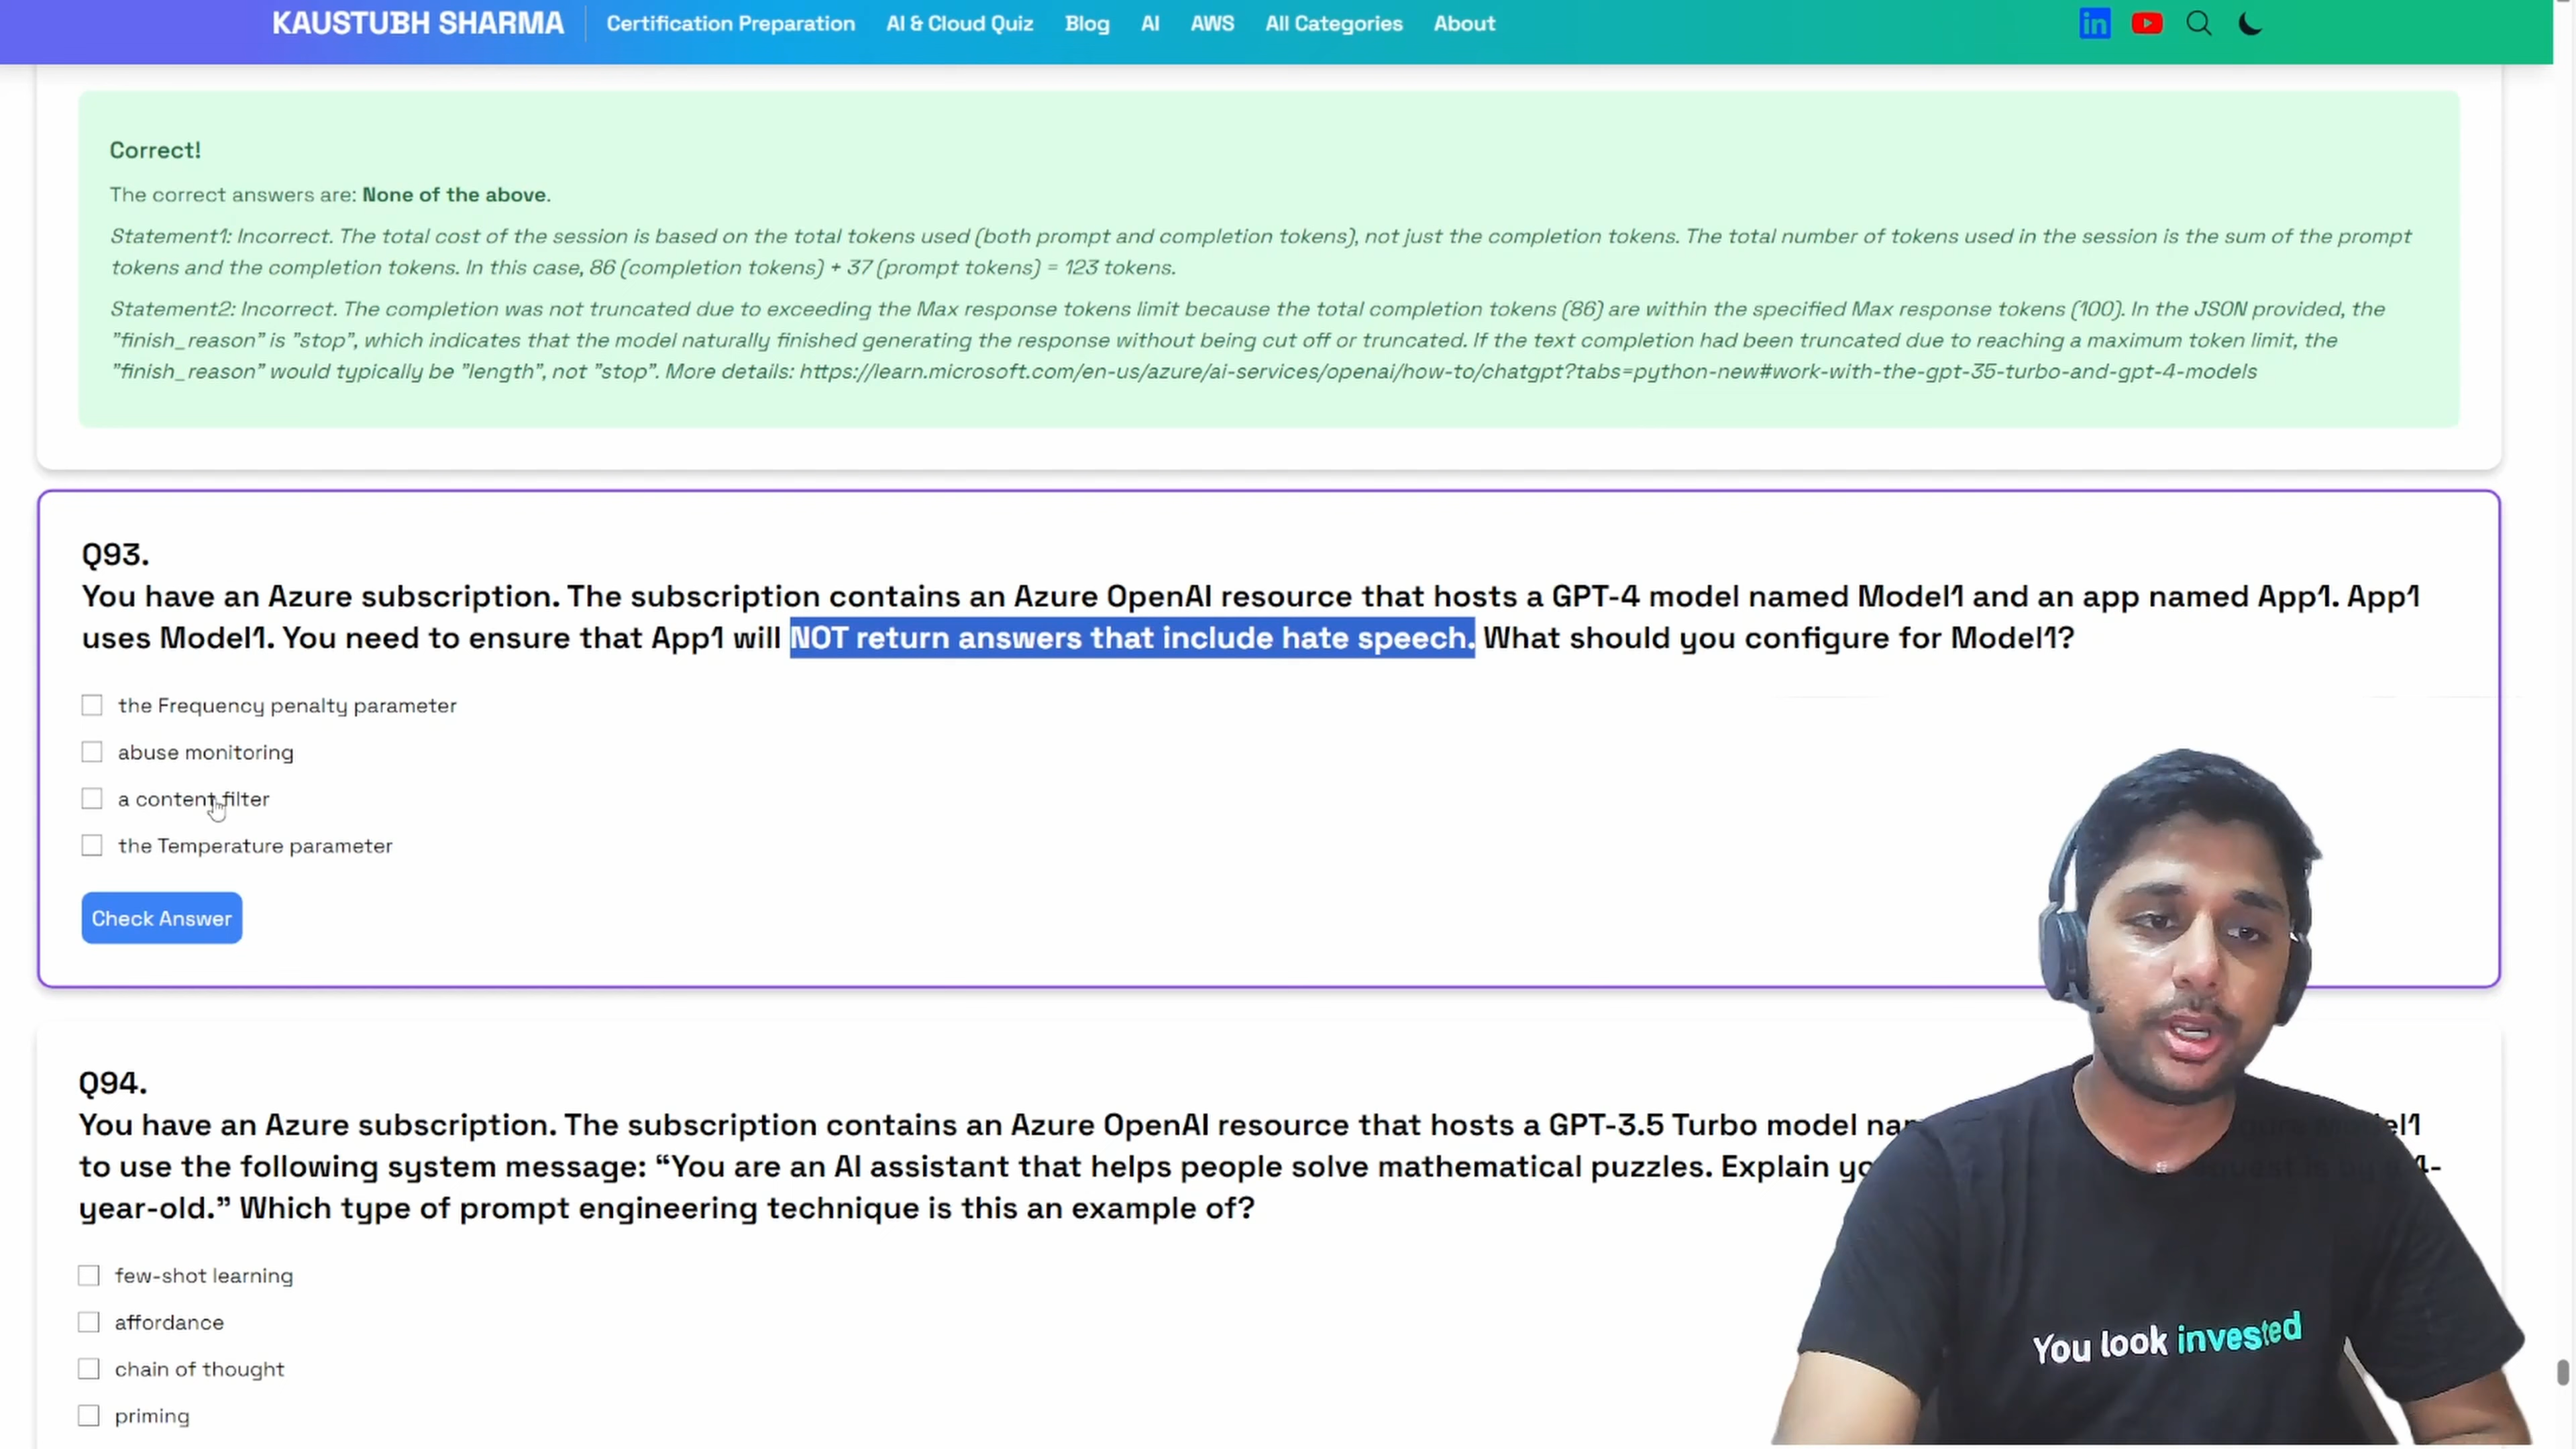 KAUSTUBH SHARMA
Certification Preparation
AI & Cloud Quiz
Blog
AI
AWS
All Categories
About
in
Correct!
The correct answers are: None of the above.
Statement1: Incorrect. The total cost of the session is based on the total tokens used (both prompt and completion tokens), not just the completion tokens. The total number of tokens used in the session is the sum of the prompt
tokens and the completion tokens. In this case, 86 (completion tokens) + 37 (prompt tokens) = 123 tokens.
Statement2: Incorrect. The completion was not truncated due to exceeding the Max response tokens limit because the total completion tokens (86) are within the specified Max response tokens (100). In the JSON provided, the
"finish_reason" is "stop", which indicates that the model naturally finished generating the response without being cut off or truncated. If the text completion had been truncated due to reaching a maximum token limit, the
"finish_reason" would typically be "length", not "stop". More details: https://learn.microsoft.com/en-us/azure/ai-services/openai/how-to/chatgpt?tabs=python-new#work-with-the-gpt-35-turbo-and-gpt-4-models
Q93.
You have an Azure subscription. The subscription contains an Azure OpenAI resource that hosts a GPT-4 model named Model1 and an app named App1. App1
uses Model1. You need to ensure that App1 will NOT return answers that include hate speech. What should you configure for Model1?
the Frequency penalty parameter
abuse monitoring
a content filter
the Temperature parameter
Check Answer
Q94.
You have an Azure subscription. The subscription contains an Azure OpenAI resource that hosts a GPT-3.5 Turbo model
to use the following system message: “You are an AI assistant that helps people solve mathematical puzzles. Explain
year-old.” Which type of prompt engineering technique is this an example of?
few-shot learning
affordance
chain of thought
priming
You look invested